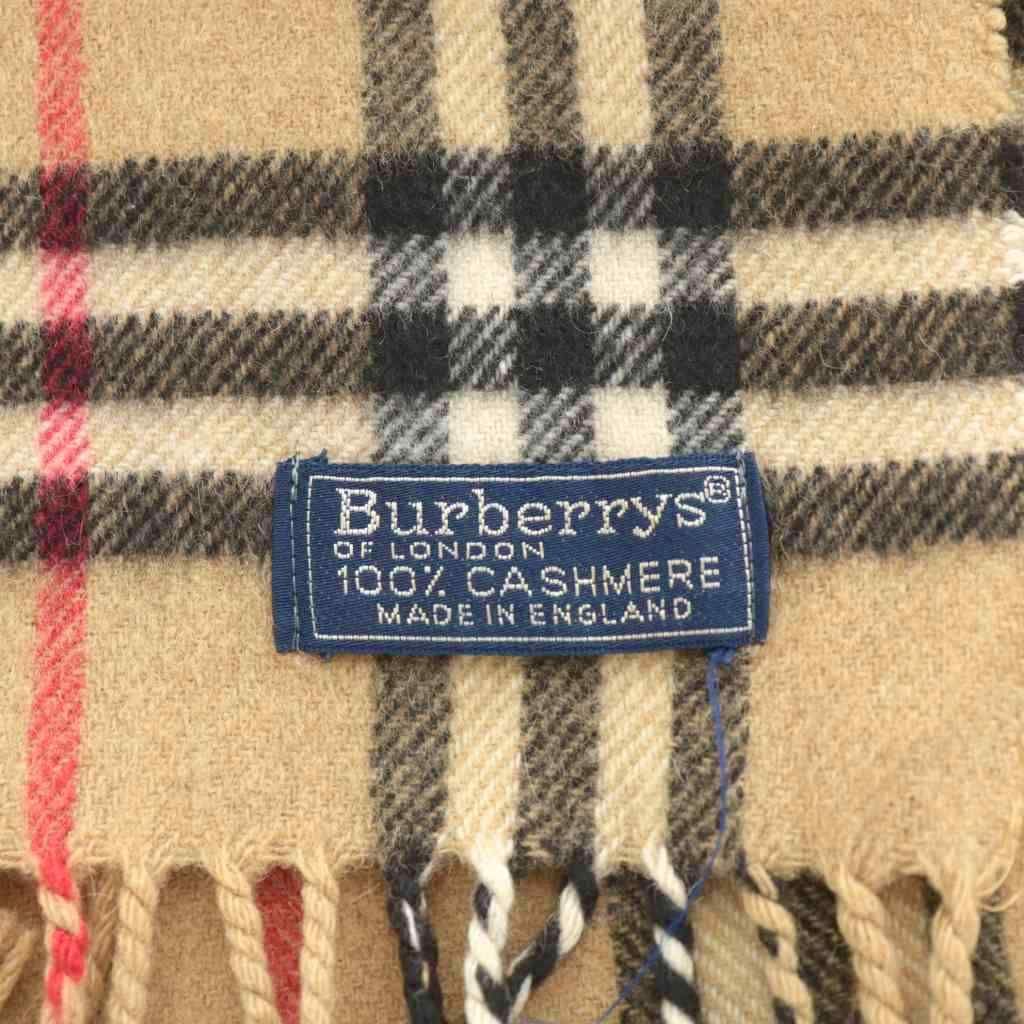 Burberrys®
OF LONDON
100% CASHMERE
MADE IN ENGLAND